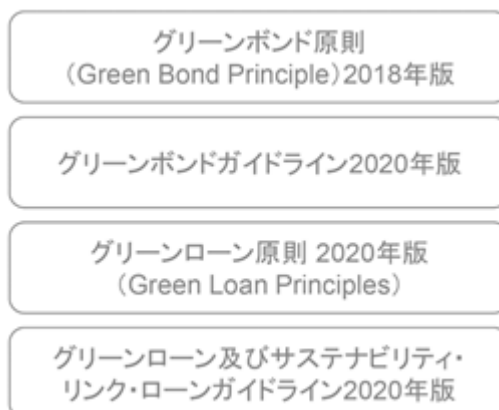 グリーンボンド原則
（Green Bond Principle）2018年版
グリーンボンドガイドライン2020年版
グリーンローン原則 2020年版
（Green Loan Principles）
グリーンローン及びサステナビリティ・
リンク・ローンガイドライン2020年版